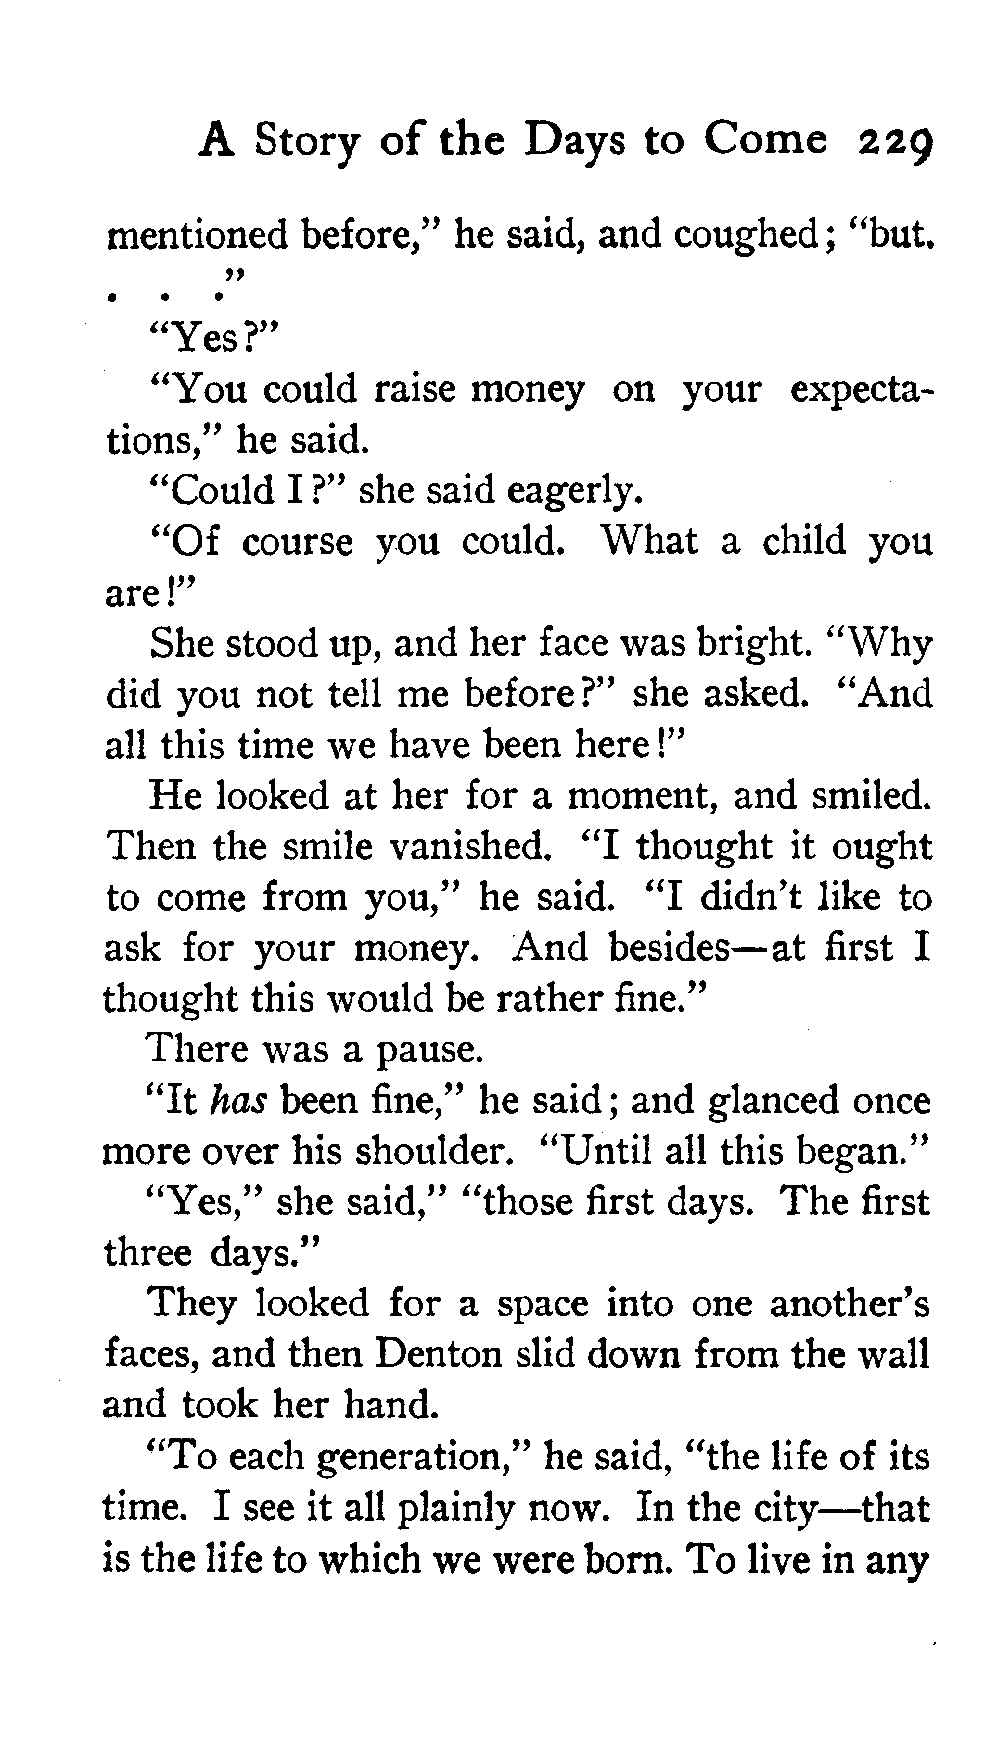 A Story of the Days to Come 229
mentioned before," he said, and coughed; "but.
. . ."
"Yes?"
"You could raise money on your expecta-
tions," he said.
"Could I?" she said eagerly.
"Of course you could. What a child you
are!"
She stood up, and her face was bright. "Why
did you not tell me before?" she asked. "And
all this time we have been here!"
He looked at her for a moment, and smiled.
Then the smile vanished. "I thought it ought
to come from you," he said. "I didn't like to
ask for your money. And besides—at first I
thought this would be rather fine."
There was a pause.
"It has been fine," he said; and glanced once
more over his shoulder. "Until all this began."
"Yes," she said," "those first days. The first
three days."
They looked for a space into one another's
faces, and then Denton slid down from the wall
and took her hand.
"To each generation," he said, "the life of its
time. I see it all plainly now. In the city—that
is the life to which we were born. To live in any